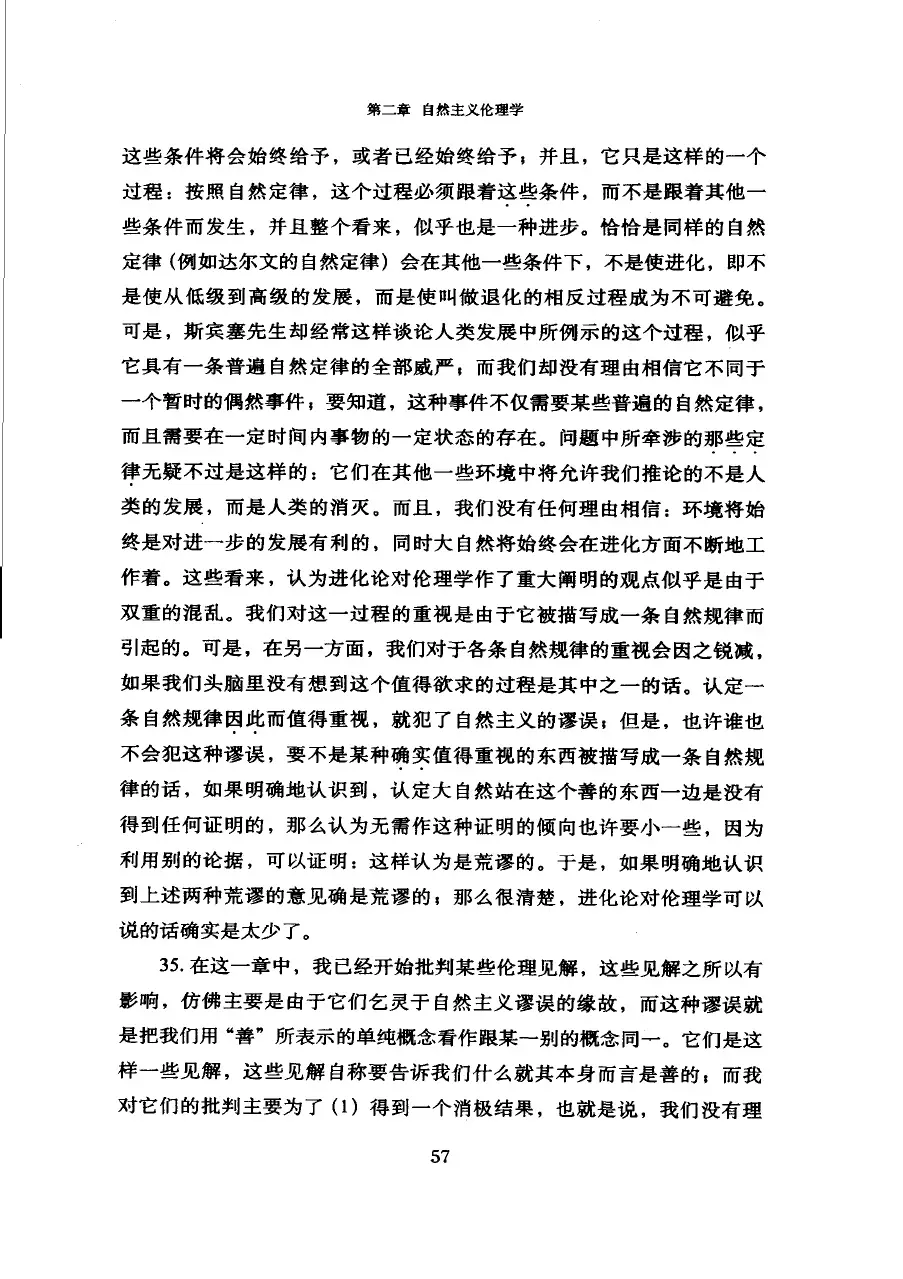 第二章 自然主义伦理学
这些条件将会始终给予，或者已经始终给予；并且，它只是这样的一个
过程：按照自然定律，这个过程必须跟着这些条件，而不是跟着其他一
些条件而发生，并且整个看来，似乎也是一种进步。恰恰是同样的自然
定律（例如达尔文的自然定律）会在其他一些条件下，不是使进化，即不
是使从低级到高级的发展，而是使叫做退化的相反过程成为不可避免。
可是，斯宾塞先生却经常这样谈论人类发展中所例示的这个过程，似乎
它具有一条普遍自然定律的全部威严；而我们却没有理由相信它不同于
一个暂时的偶然事件；要知道，这种事件不仅需要某些普遍的自然定律，
而且需要在一定时间内事物的一定状态的存在。问题中所牵涉的那些定
律无疑不过是这样的：它们在其他一些环境中将允许我们推论的不是人
类的发展，而是人类的消灭。而且，我们没有任何理由相信：环境将始
终是对进一步的发展有利的，同时大自然将始终会在进化方面不断地工
作着。这些看来，认为进化论对伦理学作了重大阐明的观点似乎是由于
双重的混乱。我们对这一过程的重视是由于它被描写成一条自然规律而
引起的。可是，在另一方面，我们对于各条自然规律的重视会因之锐减，
如果我们头脑里没有想到这个值得欲求的过程是其中之一的话。认定一
条自然规律因此而值得重视，就犯了自然主义的谬误；但是，也许谁也
不会犯这种谬误，要不是某种确实值得重视的东西被描写成一条自然规
律的话，如果明确地认识到，认定大自然站在这个善的东西一边是没有
得到任何证明的，那么认为无需作这种证明的倾向也许要小一些，因为
利用别的论据，可以证明：这样认为是荒谬的。于是，如果明确地认识
到上述两种荒谬的意见确是荒谬的；那么很清楚，进化论对伦理学可以
说的话确实是太少了。
35. 在这一章中，我已经开始批判某些伦理见解，这些见解之所以有
影响，仿佛主要是由于它们乞灵于自然主义谬误的缘故，而这种谬误就
是把我们用“善”所表示的单纯概念看作跟某一别的概念同一。它们是这
样一些见解，这些见解自称要告诉我们什么就其本身而言是善的；而我
对它们的批判主要为了（1）得到一个消极结果，也就是说，我们没有理
57